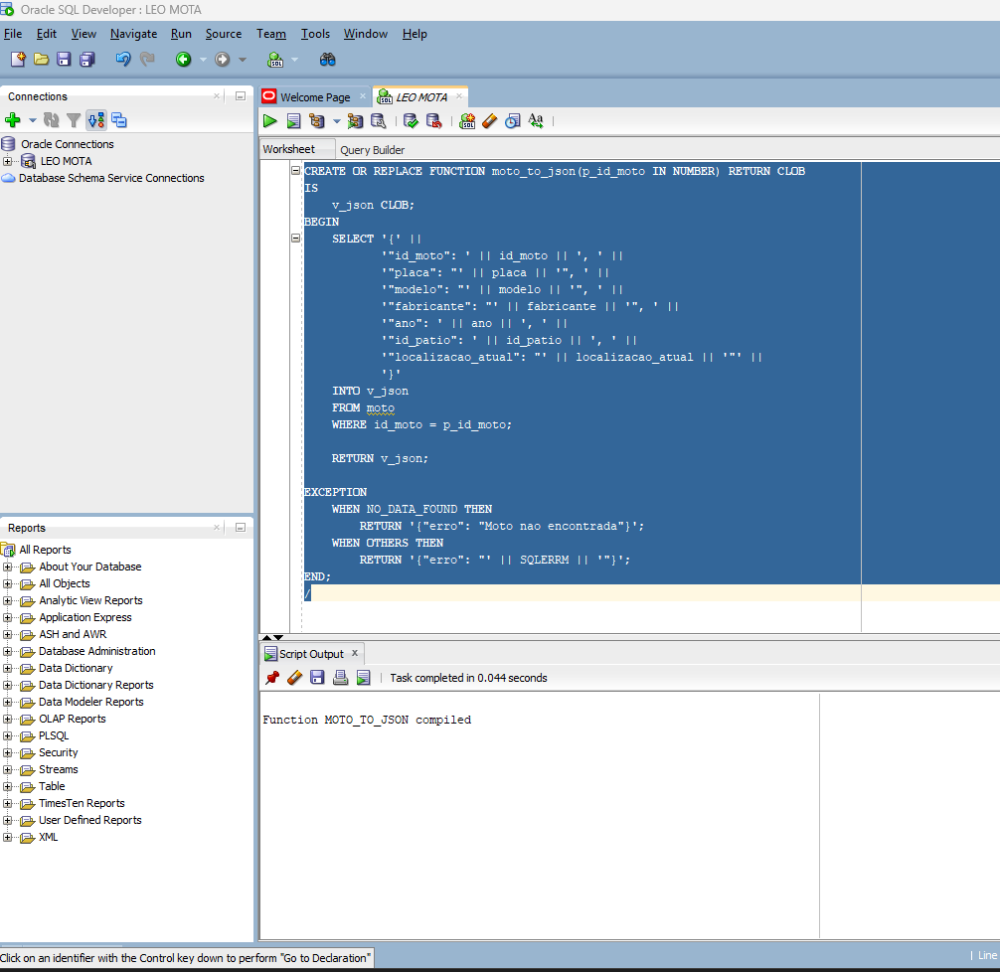 Oracle SQL Developer : LEO MOTA
File Edit View Navigate Run Source Team Tools Window Help
Connections
Oracle Connections
LEO MOTA
Database Schema Service Connections
Reports
All Reports
About Your Database
All Objects
Analytic View Reports
Application Express
ASH and AWR
Database Administration
Data Dictionary
Data Dictionary Reports
Data Modeler Reports
OLAP Reports
PLSQL
Security
Streams
Table
TimesTen Reports
User Defined Reports
XML
Welcome Page
LEO MOTA
Worksheet Query Builder
CREATE OR REPLACE FUNCTION moto_to_json(p_id_moto IN NUMBER) RETURN CLOB
IS
    v_json CLOB;
BEGIN
    SELECT '{' ||
           '"id_moto": ' || id_moto || ', ' ||
           '"placa": "' || placa || '", ' ||
           '"modelo": "' || modelo || '", ' ||
           '"fabricante": "' || fabricante || '", ' ||
           '"ano": ' || ano || ', ' ||
           '"id_patio": ' || id_patio || ', ' ||
           '"localizacao_atual": "' || localizacao_atual || '"' ||
           '}'
    INTO v_json
    FROM moto
    WHERE id_moto = p_id_moto;
    RETURN v_json;
EXCEPTION
    WHEN NO_DATA_FOUND THEN
        RETURN '{"erro": "Moto nao encontrada"}';
    WHEN OTHERS THEN
        RETURN '{"erro": "' || SQLERRM || '"}';
END;
/
Script Output
Task completed in 0.044 seconds
Function MOTO_TO_JSON compiled
Click on an identifier with the Control key down to perform "Go to Declaration"
| Line